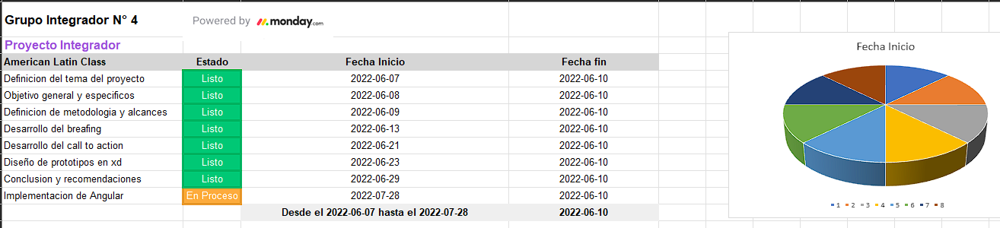 Grupo Integrador N° 4
Powered by monday.com
Proyecto Integrador
American Latin Class Estado Fecha Inicio Fecha fin
Definicion del tema del proyecto Listo 2022-06-07 2022-06-10
Objetivo general y especificos Listo 2022-06-08 2022-06-10
Definicion de metodologia y alcances Listo 2022-06-09 2022-06-10
Desarrollo del breafing Listo 2022-06-13 2022-06-10
Desarrollo del call to action Listo 2022-06-21 2022-06-10
Diseño de prototipos en xd Listo 2022-06-23 2022-06-10
Conclusion y recomendaciones Listo 2022-06-29 2022-06-10
Implementacion de Angular En Proceso 2022-07-28 2022-06-10
Desde el 2022-06-07 hasta el 2022-07-28 2022-06-10
Fecha Inicio
1 2 3 4 5 6 7 8